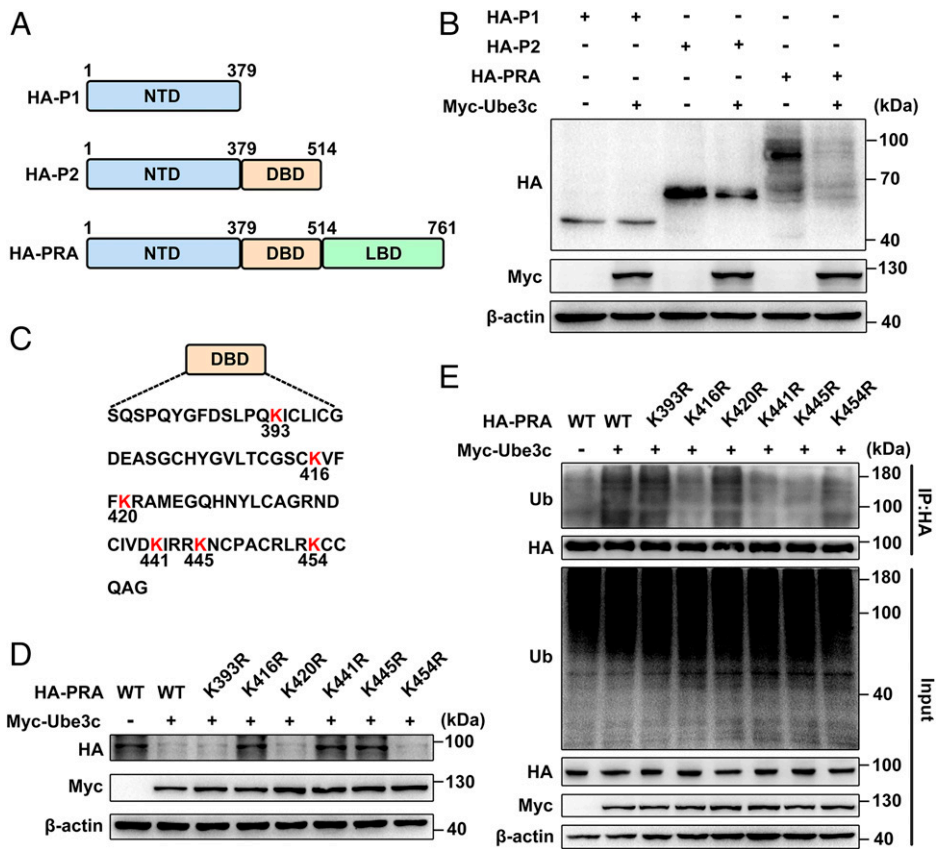 A
1 379
HA-P1 NTD
1 379 514
HA-P2 NTD DBD
1 379 514 761
HA-PRA NTD DBD LBD
B
HA-P1 + + - - - -
HA-P2 - - + + - -
HA-PRA - - - - + +
Myc-Ube3c - + - + - + (kDa)
HA 100
70
40
Myc 130
β-actin 40
C
DBD
SQSPQYGFDSLPQKICLICG
393
DEASGCHYGVLTCGSCKVF
416
FKRAMEGQHNYLCAGRND
420
CIVDKIRRKNCPACRLRKCC
441 445 454
QAG
D
HA-PRA WT WT K393R K416R K420R K441R K445R K454R
Myc-Ube3c - + + + + + + + (kDa)
HA 100
Myc 130
β-actin 40
E
HA-PRA WT WT K393R K416R K420R K441R K445R K454R
Myc-Ube3c - + + + + + + + (kDa)
Ub 180
100
HA 100
IP:HA
Ub 180
100
40
HA 100
Myc 130
β-actin 40
Input